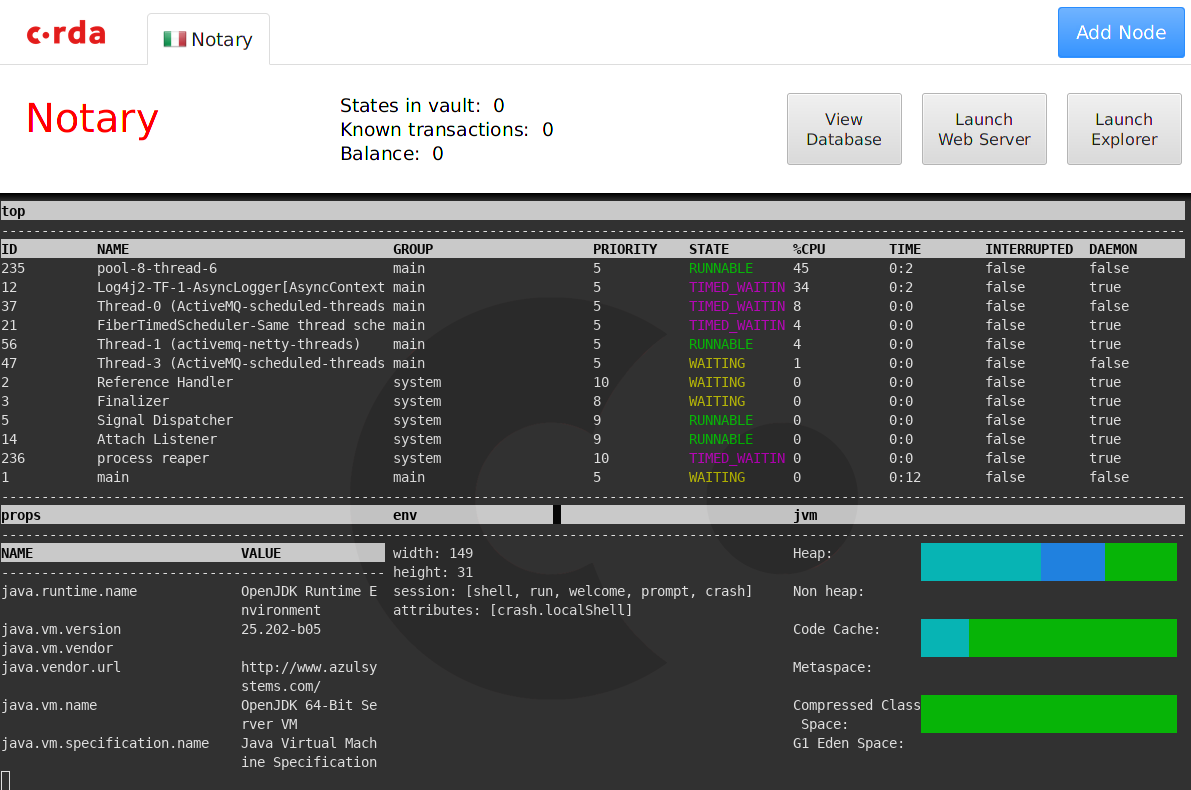 c·rda
Notary
Add Node
Notary
States in vault: 0
Known transactions: 0
Balance: 0
View Database
Launch Web Server
Launch Explorer
top
ID NAME GROUP PRIORITY STATE %CPU TIME INTERRUPTED DAEMON
235 pool-8-thread-6 main 5 RUNNABLE 45 0:2 false false
12 Log4j2-TF-1-AsyncLogger[AsyncContext main 5 TIMED_WAITIN 34 0:2 false true
37 Thread-0 (ActiveMQ-scheduled-threads main 5 TIMED_WAITIN 8 0:0 false false
21 FiberTimedScheduler-Same thread sche main 5 TIMED_WAITIN 4 0:0 false true
56 Thread-1 (activemq-netty-threads) main 5 RUNNABLE 4 0:0 false true
47 Thread-3 (ActiveMQ-scheduled-threads main 5 WAITING 1 0:0 false false
2 Reference Handler system 10 WAITING 0 0:0 false true
3 Finalizer system 8 WAITING 0 0:0 false true
5 Signal Dispatcher system 9 RUNNABLE 0 0:0 false true
14 Attach Listener system 9 RUNNABLE 0 0:0 false true
236 process reaper system 10 TIMED_WAITIN 0 0:0 false true
1 main main 5 WAITING 0 0:12 false false
props env jvm
NAME VALUE width: 149 Heap:
height: 31
java.runtime.name OpenJDK Runtime E session: [shell, run, welcome, prompt, crash] Non heap:
nvironment attributes: [crash.localShell]
java.vm.version 25.202-b05 Code Cache:
java.vm.vendor
java.vendor.url http://www.azulsy Metaspace:
stems.com/
java.vm.name OpenJDK 64-Bit Se Compressed Class
rver VM Space:
java.vm.specification.name Java Virtual Mach G1 Eden Space:
ine Specification